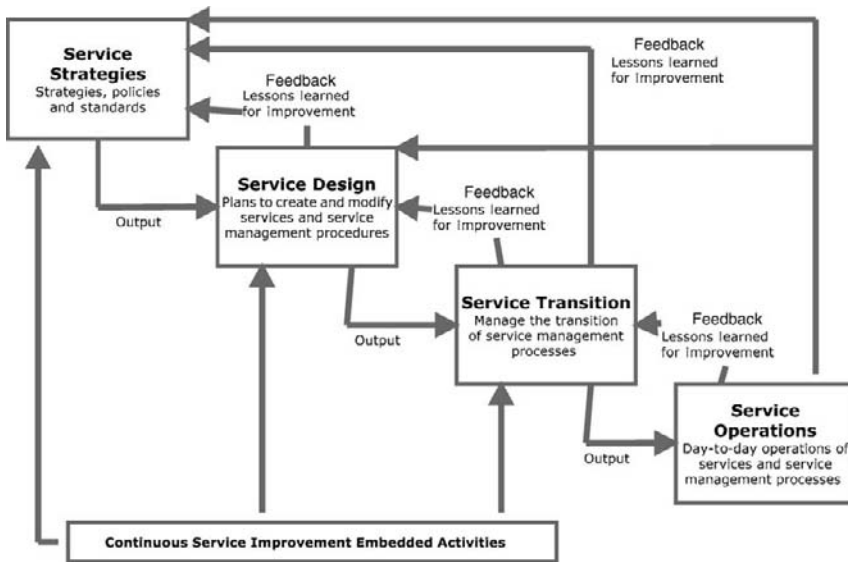 Service
Strategies
Strategies, policies
and standards
Feedback
Lessons learned
for improvement
Feedback
Lessons learned
for improvement
Output
Service Design
Plans to create and modify
services and service
management procedures
Feedback
Lessons learned
for improvement
Output
Service Transition
Manage the transition
of service management
processes
Feedback
Lessons learned
for improvement
Output
Service
Operations
Day-to-day operations of
services and service
management processes
Continuous Service Improvement Embedded Activities